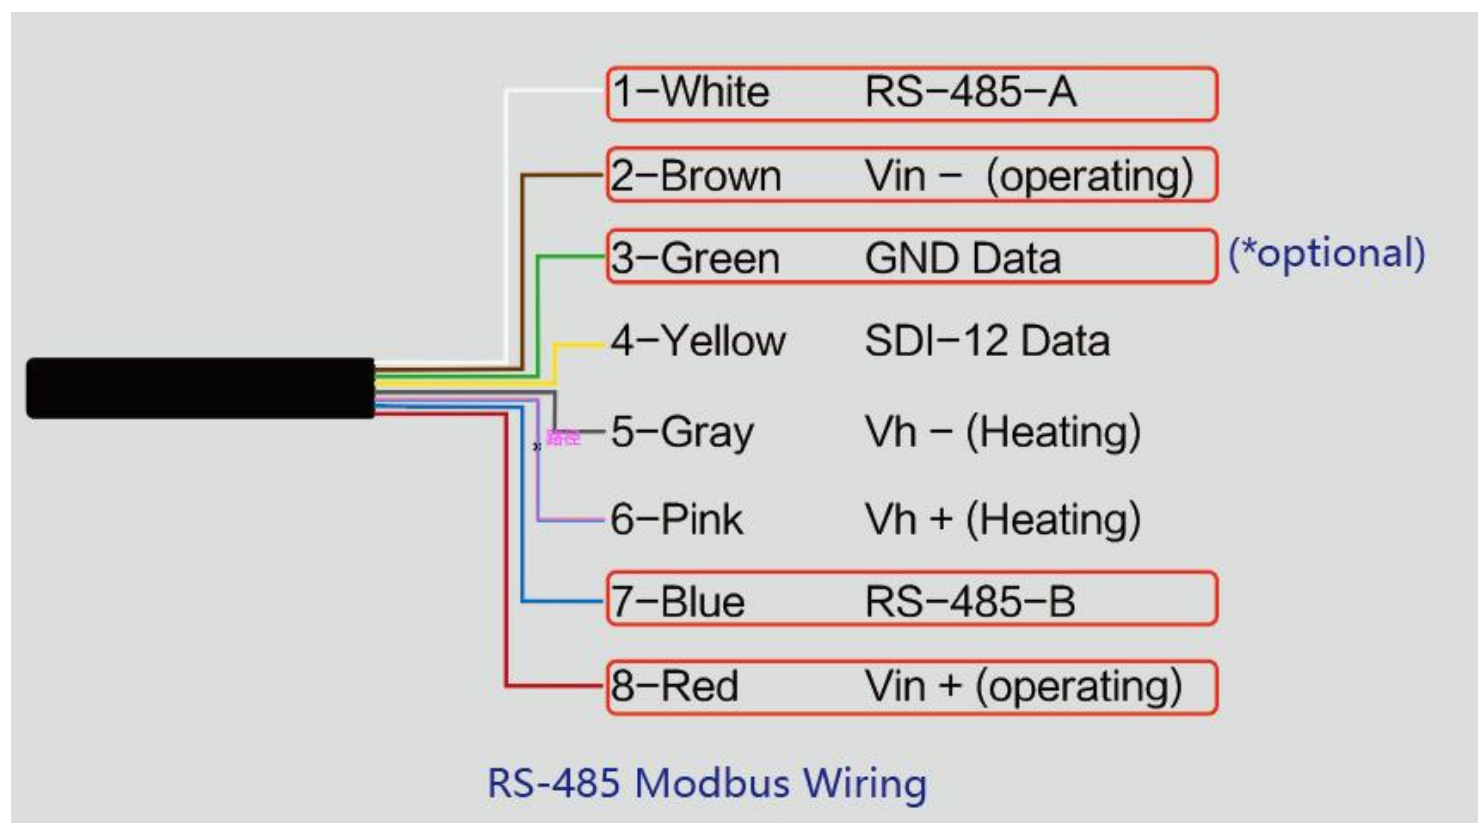 1−White RS−485−A
2−Brown Vin − (operating)
3−Green GND Data (*optional)
4−Yellow SDI−12 Data
路径 5−Gray Vh − (Heating)
6−Pink Vh + (Heating)
7−Blue RS−485−B
8−Red Vin + (operating)
RS-485 Modbus Wiring